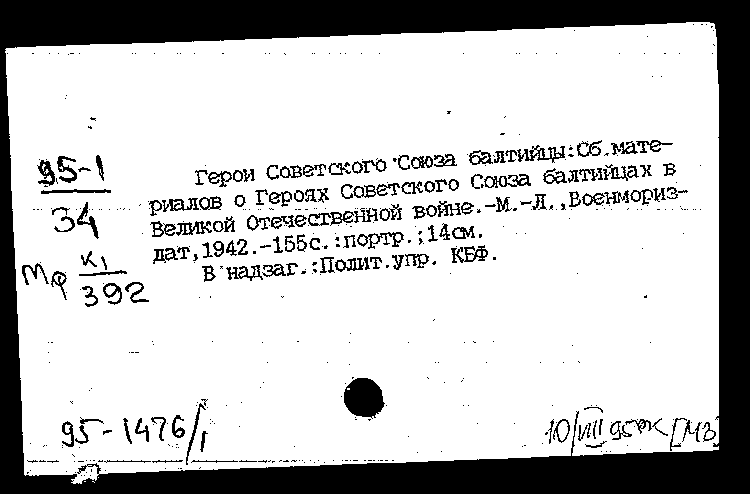 95-1
34
Мф К1
392
Герои Советского Союза балтийцы:Сб.мате-
риалов о Героях Советского Союза балтийцах в
Великой Отечественной войне.-М.-Л.,Военмориз-
дат,1942.-155с.:портр.;14см.
В надзаг.:Полит.упр. КБФ.
95-1476/1
10/VIII 95